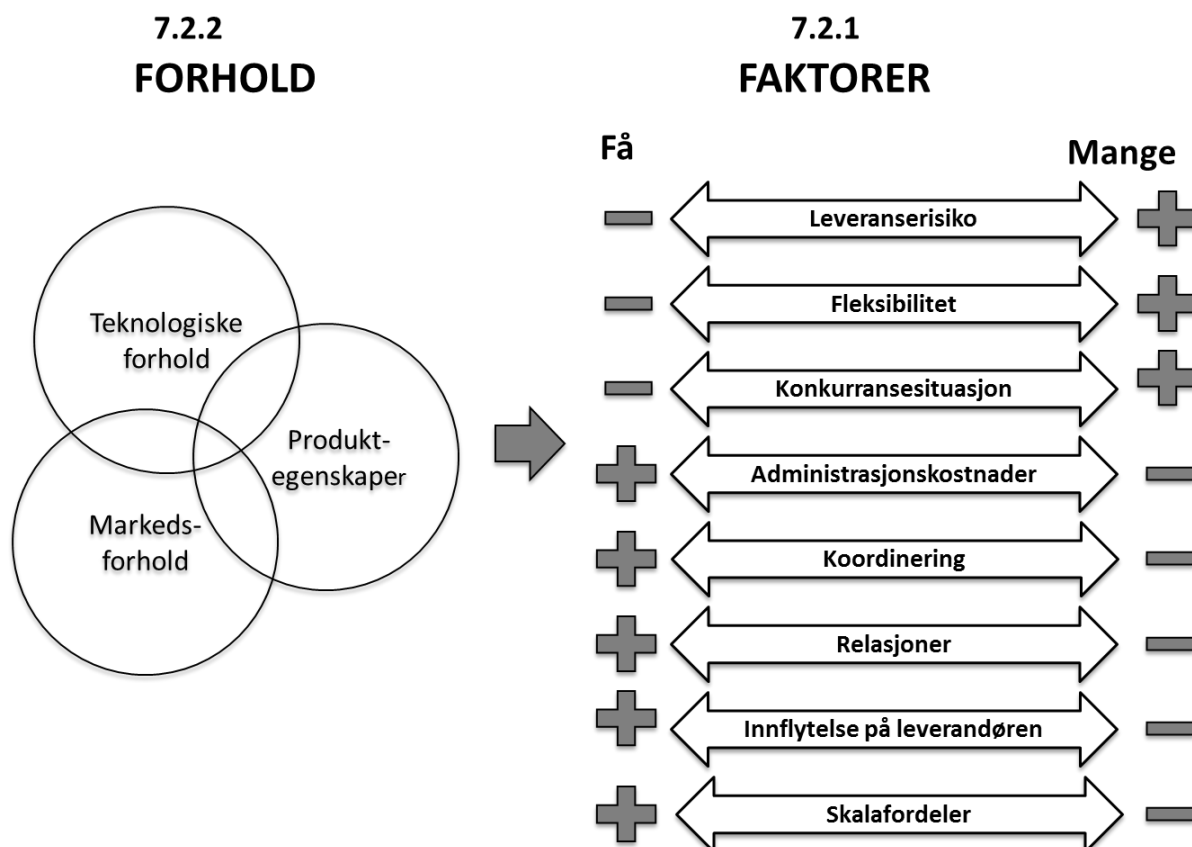 7.2.2
FORHOLD
Teknologiske
forhold
Produkt-
egenskaper
Markeds-
forhold
7.2.1
FAKTORER
Få
Mange
Leveranserisiko
Fleksibilitet
Konkurransesituasjon
Administrasjonskostnader
Koordinering
Relasjoner
Innflytelse på leverandøren
Skalafordeler